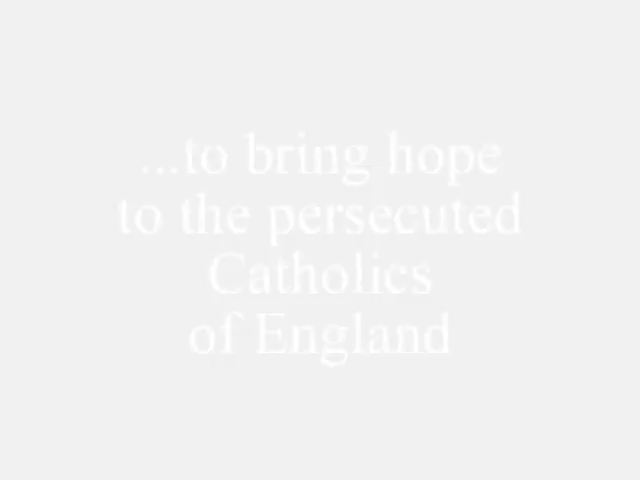 ...to bring hope
to the persecuted
Catholics
of England